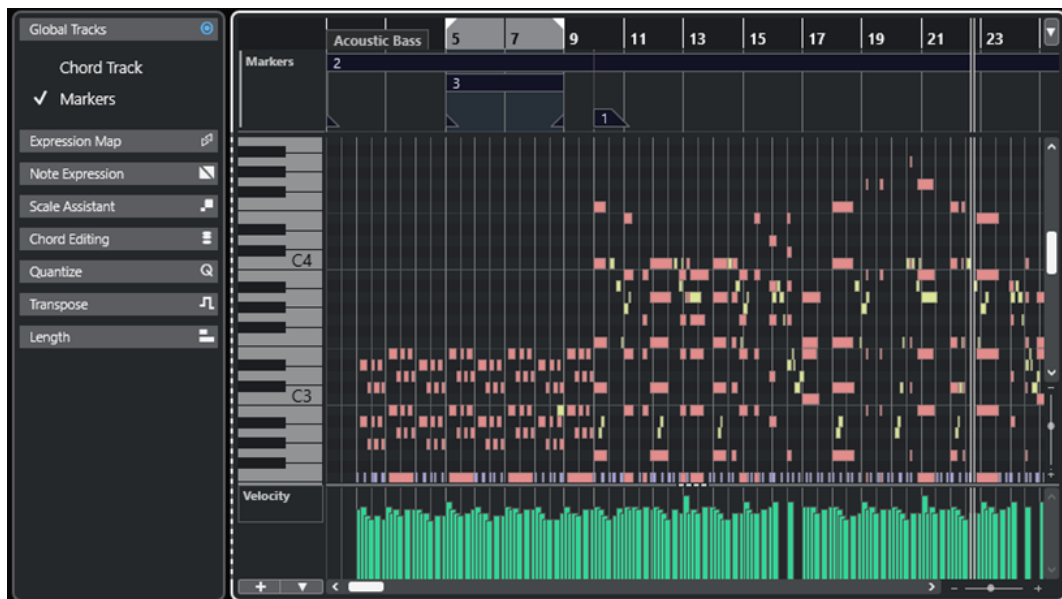 Global Tracks
Chord Track
Markers
Expression Map
Note Expression
Scale Assistant
Chord Editing
Quantize
Q
Transpose
Length
Acoustic Bass
5 7 9 11 13 15 17 19 21 23
Markers
2
3
1
C4
C3
Velocity